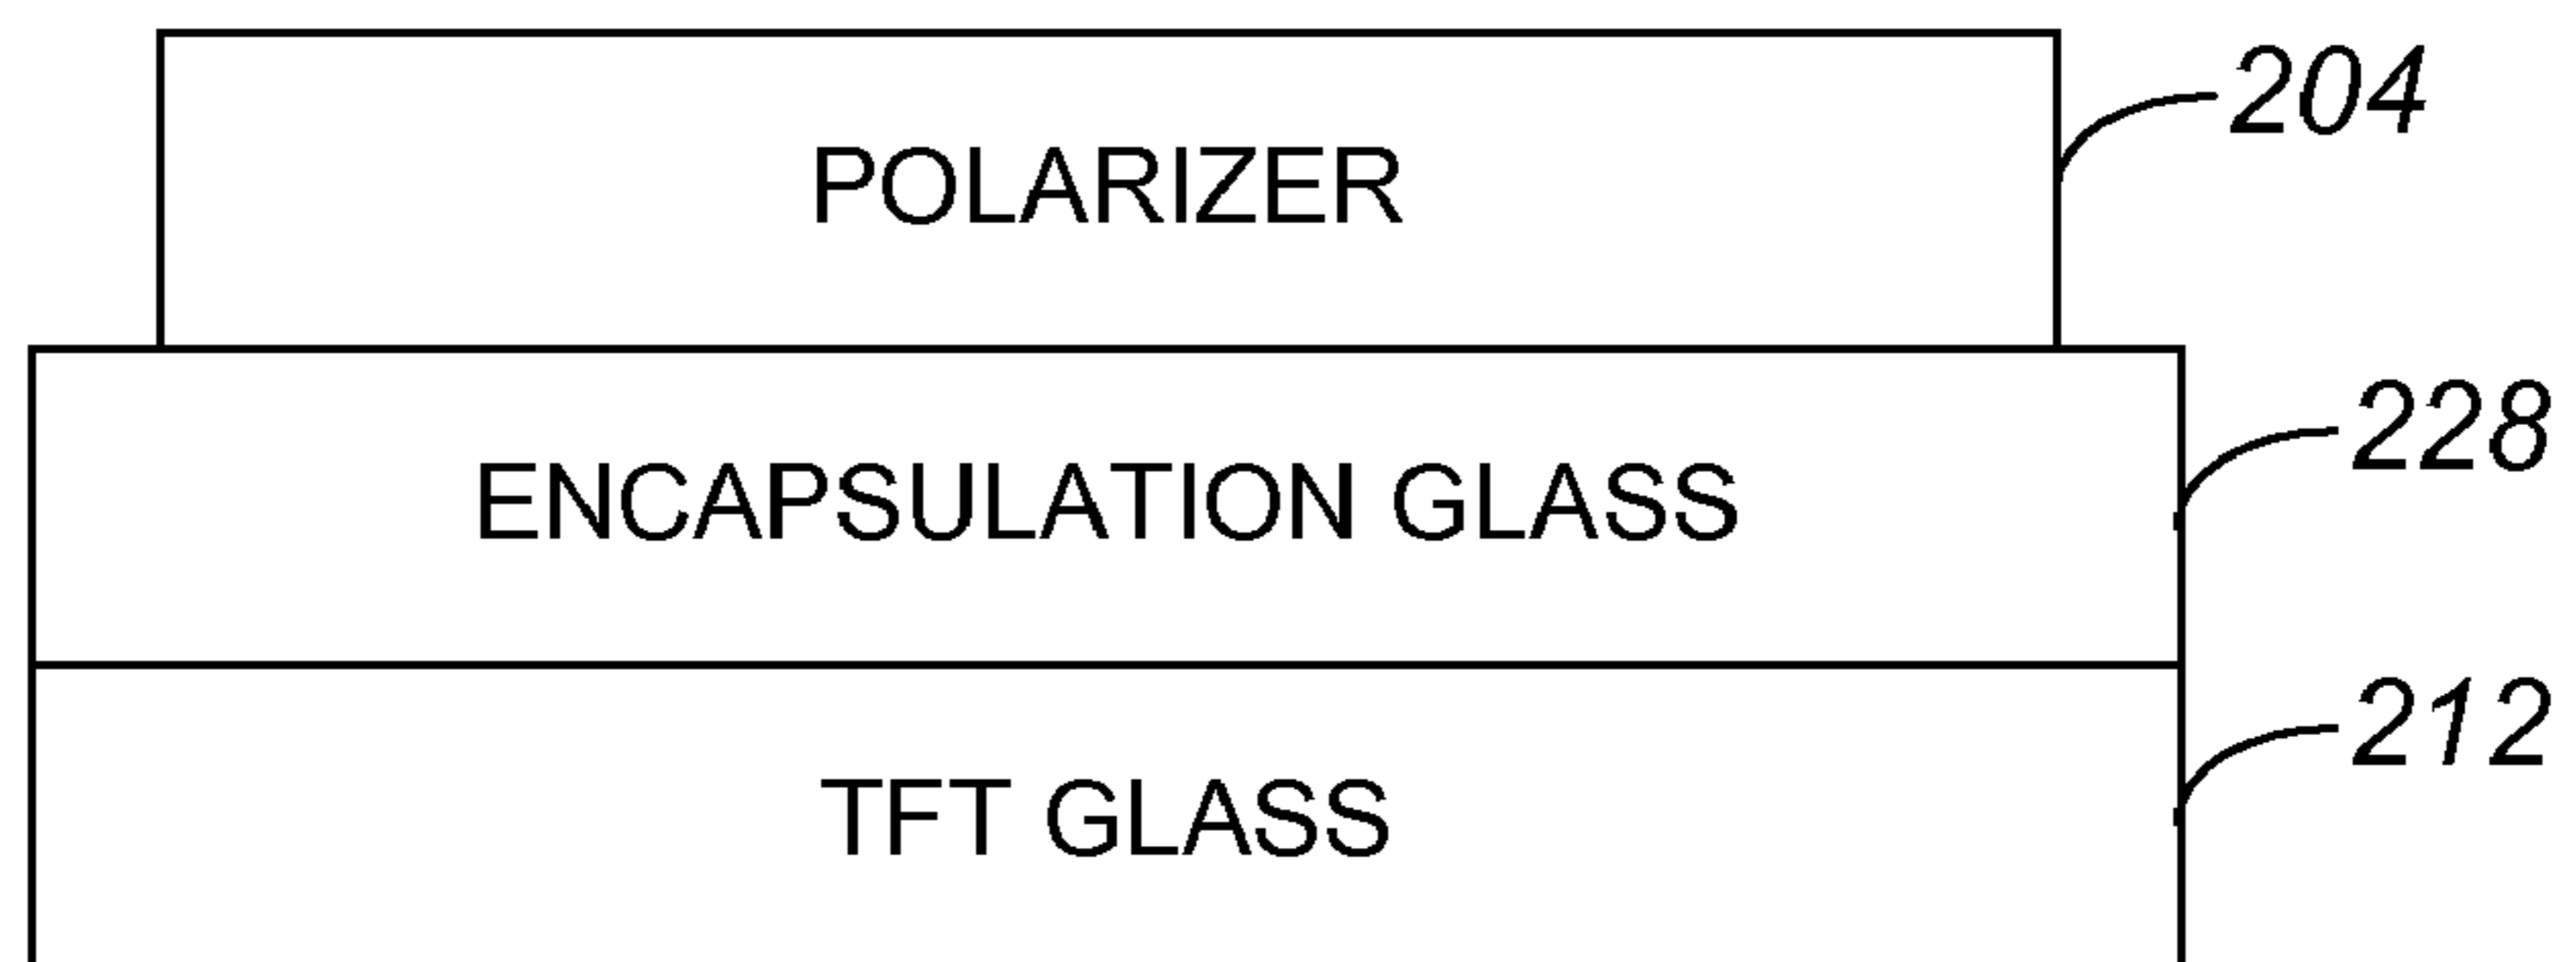 204
POLARIZER
228
ENCAPSULATION GLASS
212
TFT GLASS